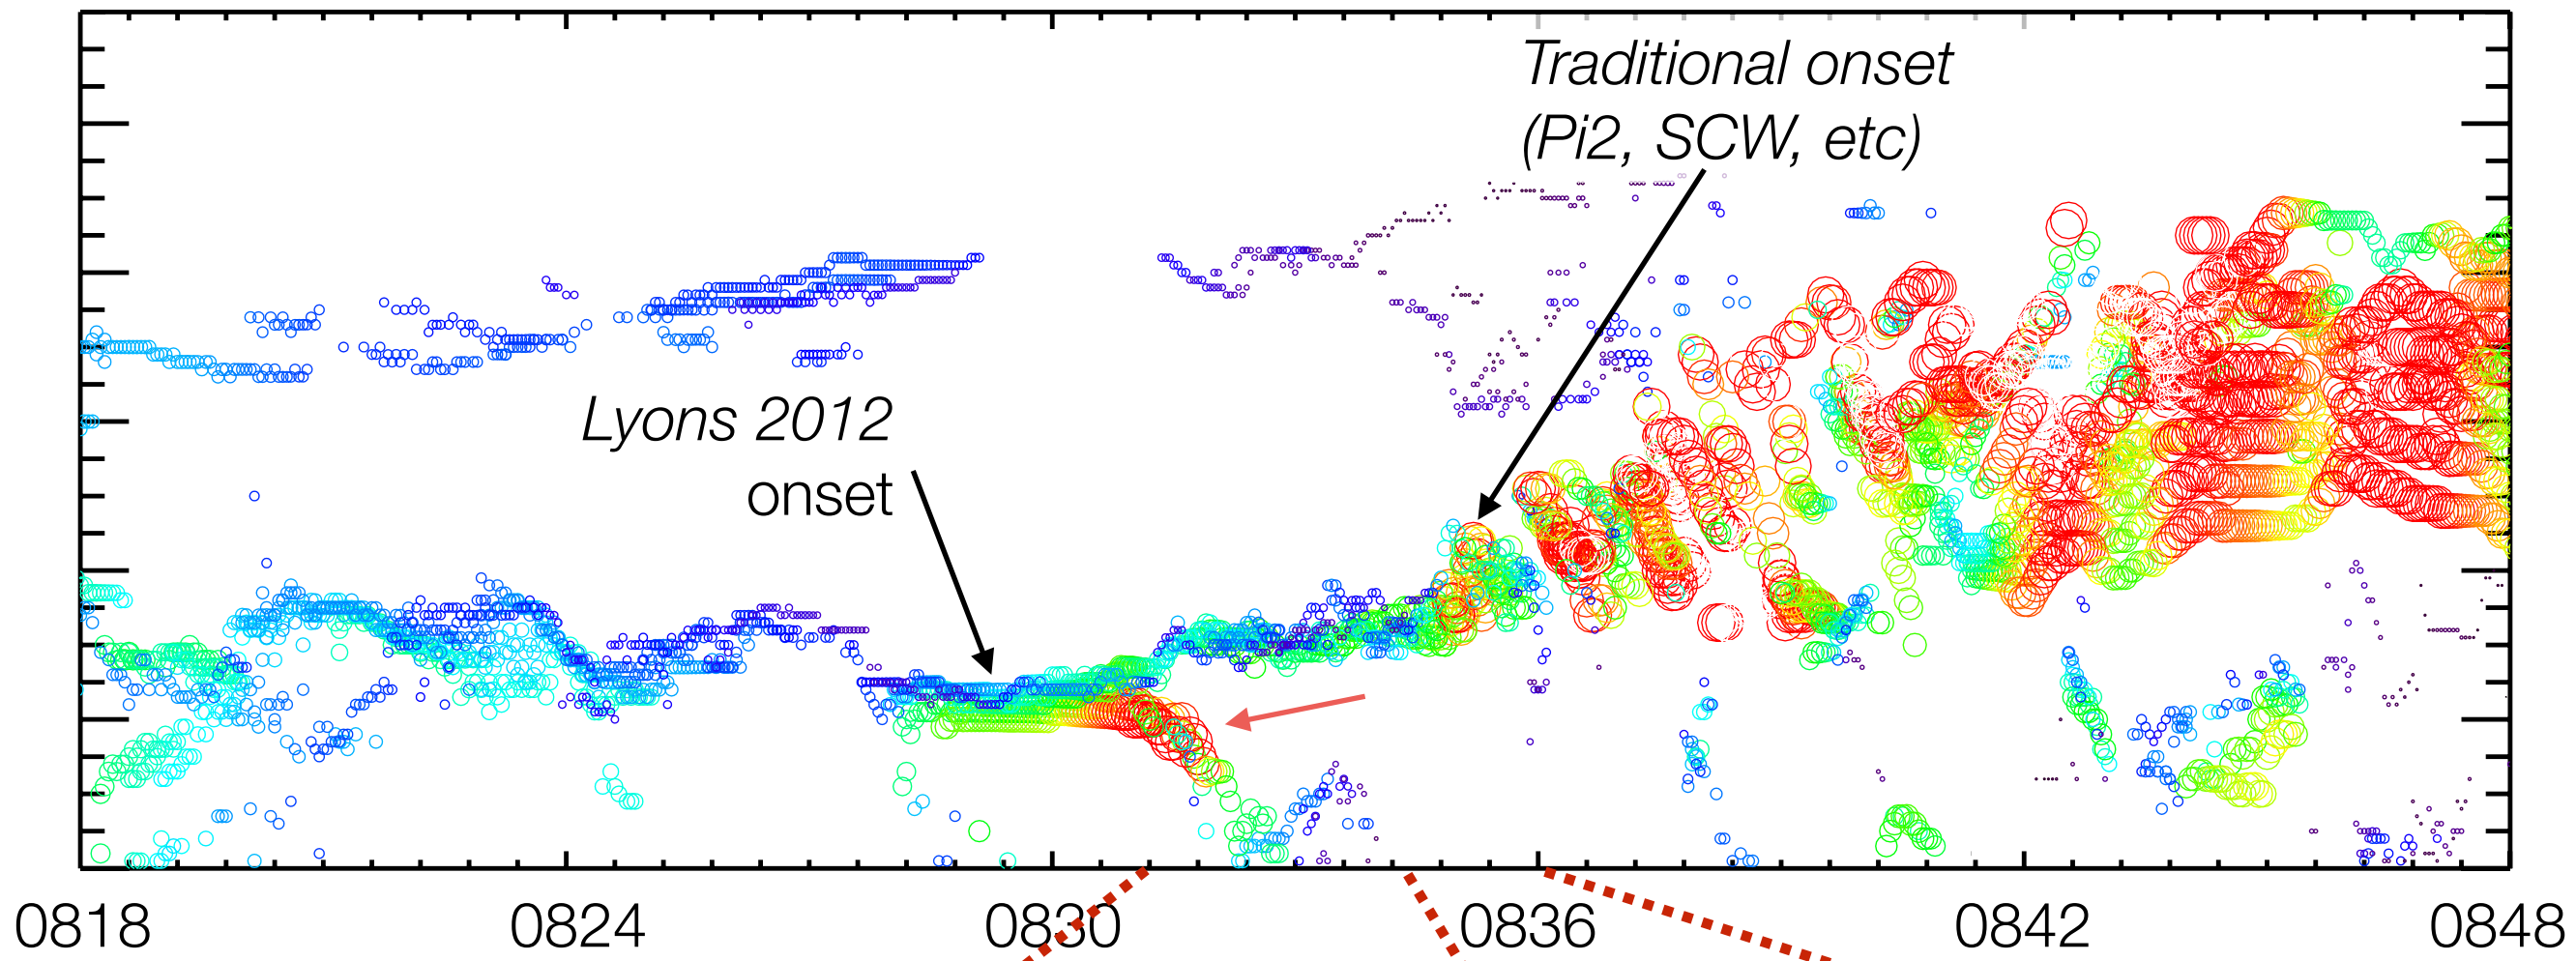 Traditional onset
(Pi2, SCW, etc)
Lyons 2012
onset
0818 0824 0830 0836 0842 0848